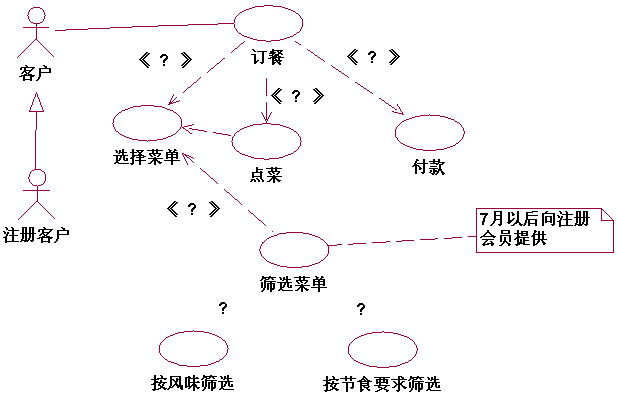 订餐
《 ? 》
《 ? 》
客户
《 ? 》
选择菜单
点菜
付款
《 ? 》
注册客户
7月以后向注册
会员提供
筛选菜单
?
?
按风味筛选
按节食要求筛选